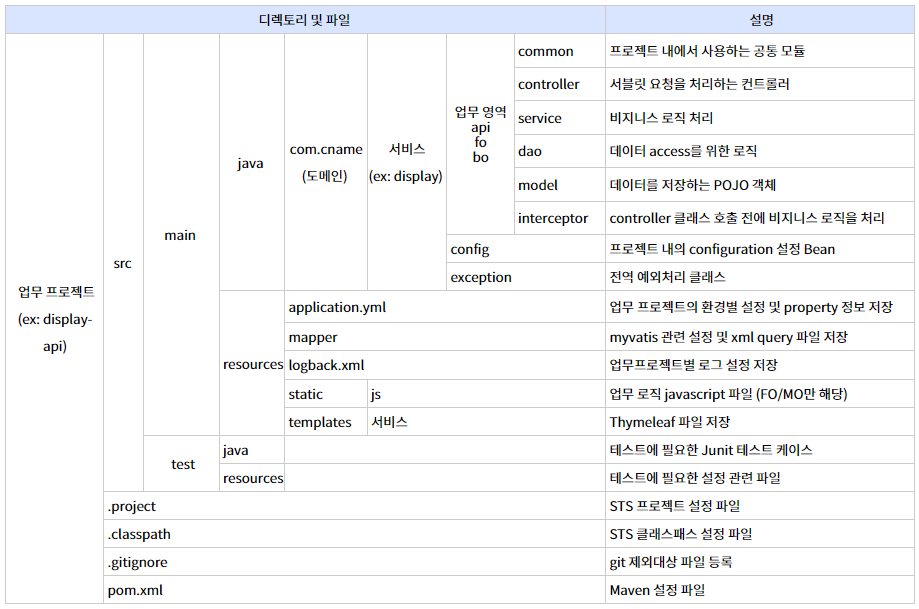 디렉토리 및 파일 설명
업무 프로젝트
(ex: display-
api)
src
main
java
com.cname
(도메인)
서비스
(ex: display)
업무 영역
api
fo
bo
common 프로젝트 내에서 사용하는 공통 모듈
controller 서블릿 요청을 처리하는 컨트롤러
service 비지니스 로직 처리
dao 데이터 access를 위한 로직
model 데이터를 저장하는 POJO 객체
interceptor controller 클래스 호출 전에 비지니스 로직을 처리
config 프로젝트 내의 configuration 설정 Bean
exception 전역 예외처리 클래스
resources
application.yml 업무 프로젝트의 환경별 설정 및 property 정보 저장
mapper myvatis 관련 설정 및 xml query 파일 저장
logback.xml 업무프로젝트별 로그 설정 저장
static js 업무 로직 javascript 파일 (FO/MO만 해당)
templates 서비스 Thymeleaf 파일 저장
test
java 테스트에 필요한 Junit 테스트 케이스
resources 테스트에 필요한 설정 관련 파일
.project STS 프로젝트 설정 파일
.classpath STS 클래스패스 설정 파일
.gitignore git 제외대상 파일 등록
pom.xml Maven 설정 파일